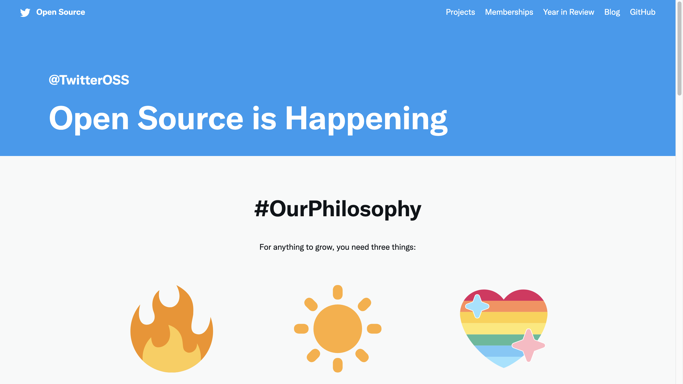 Open Source
Projects Memberships Year in Review Blog GitHub
@TwitterOSS
Open Source is Happening
#OurPhilosophy
For anything to grow, you need three things: